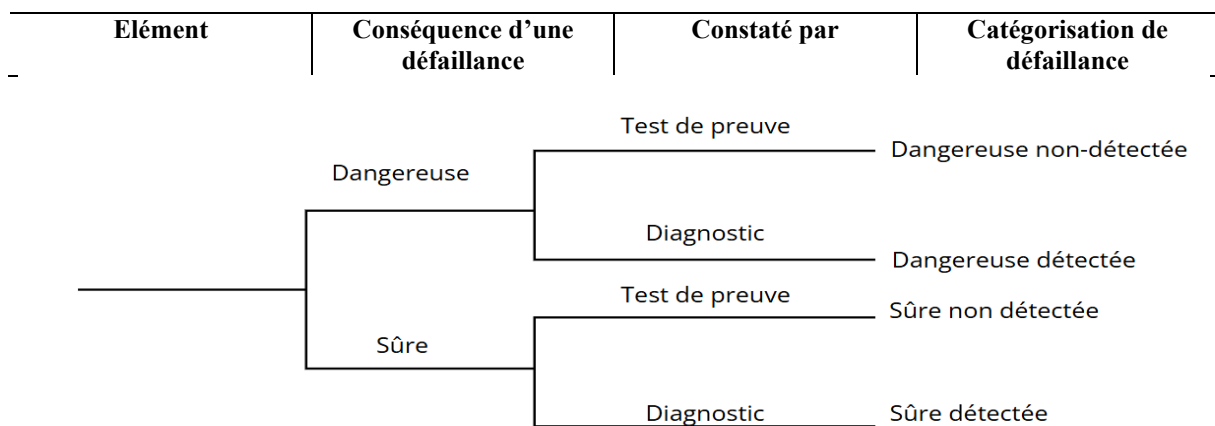 Elément
Conséquence d’une
défaillance
Constaté par
Catégorisation de
défaillance
Test de preuve
Dangereuse non-détectée
Dangereuse
Diagnostic
Dangereuse détectée
Test de preuve
Sûre non détectée
Sûre
Diagnostic
Sûre détectée